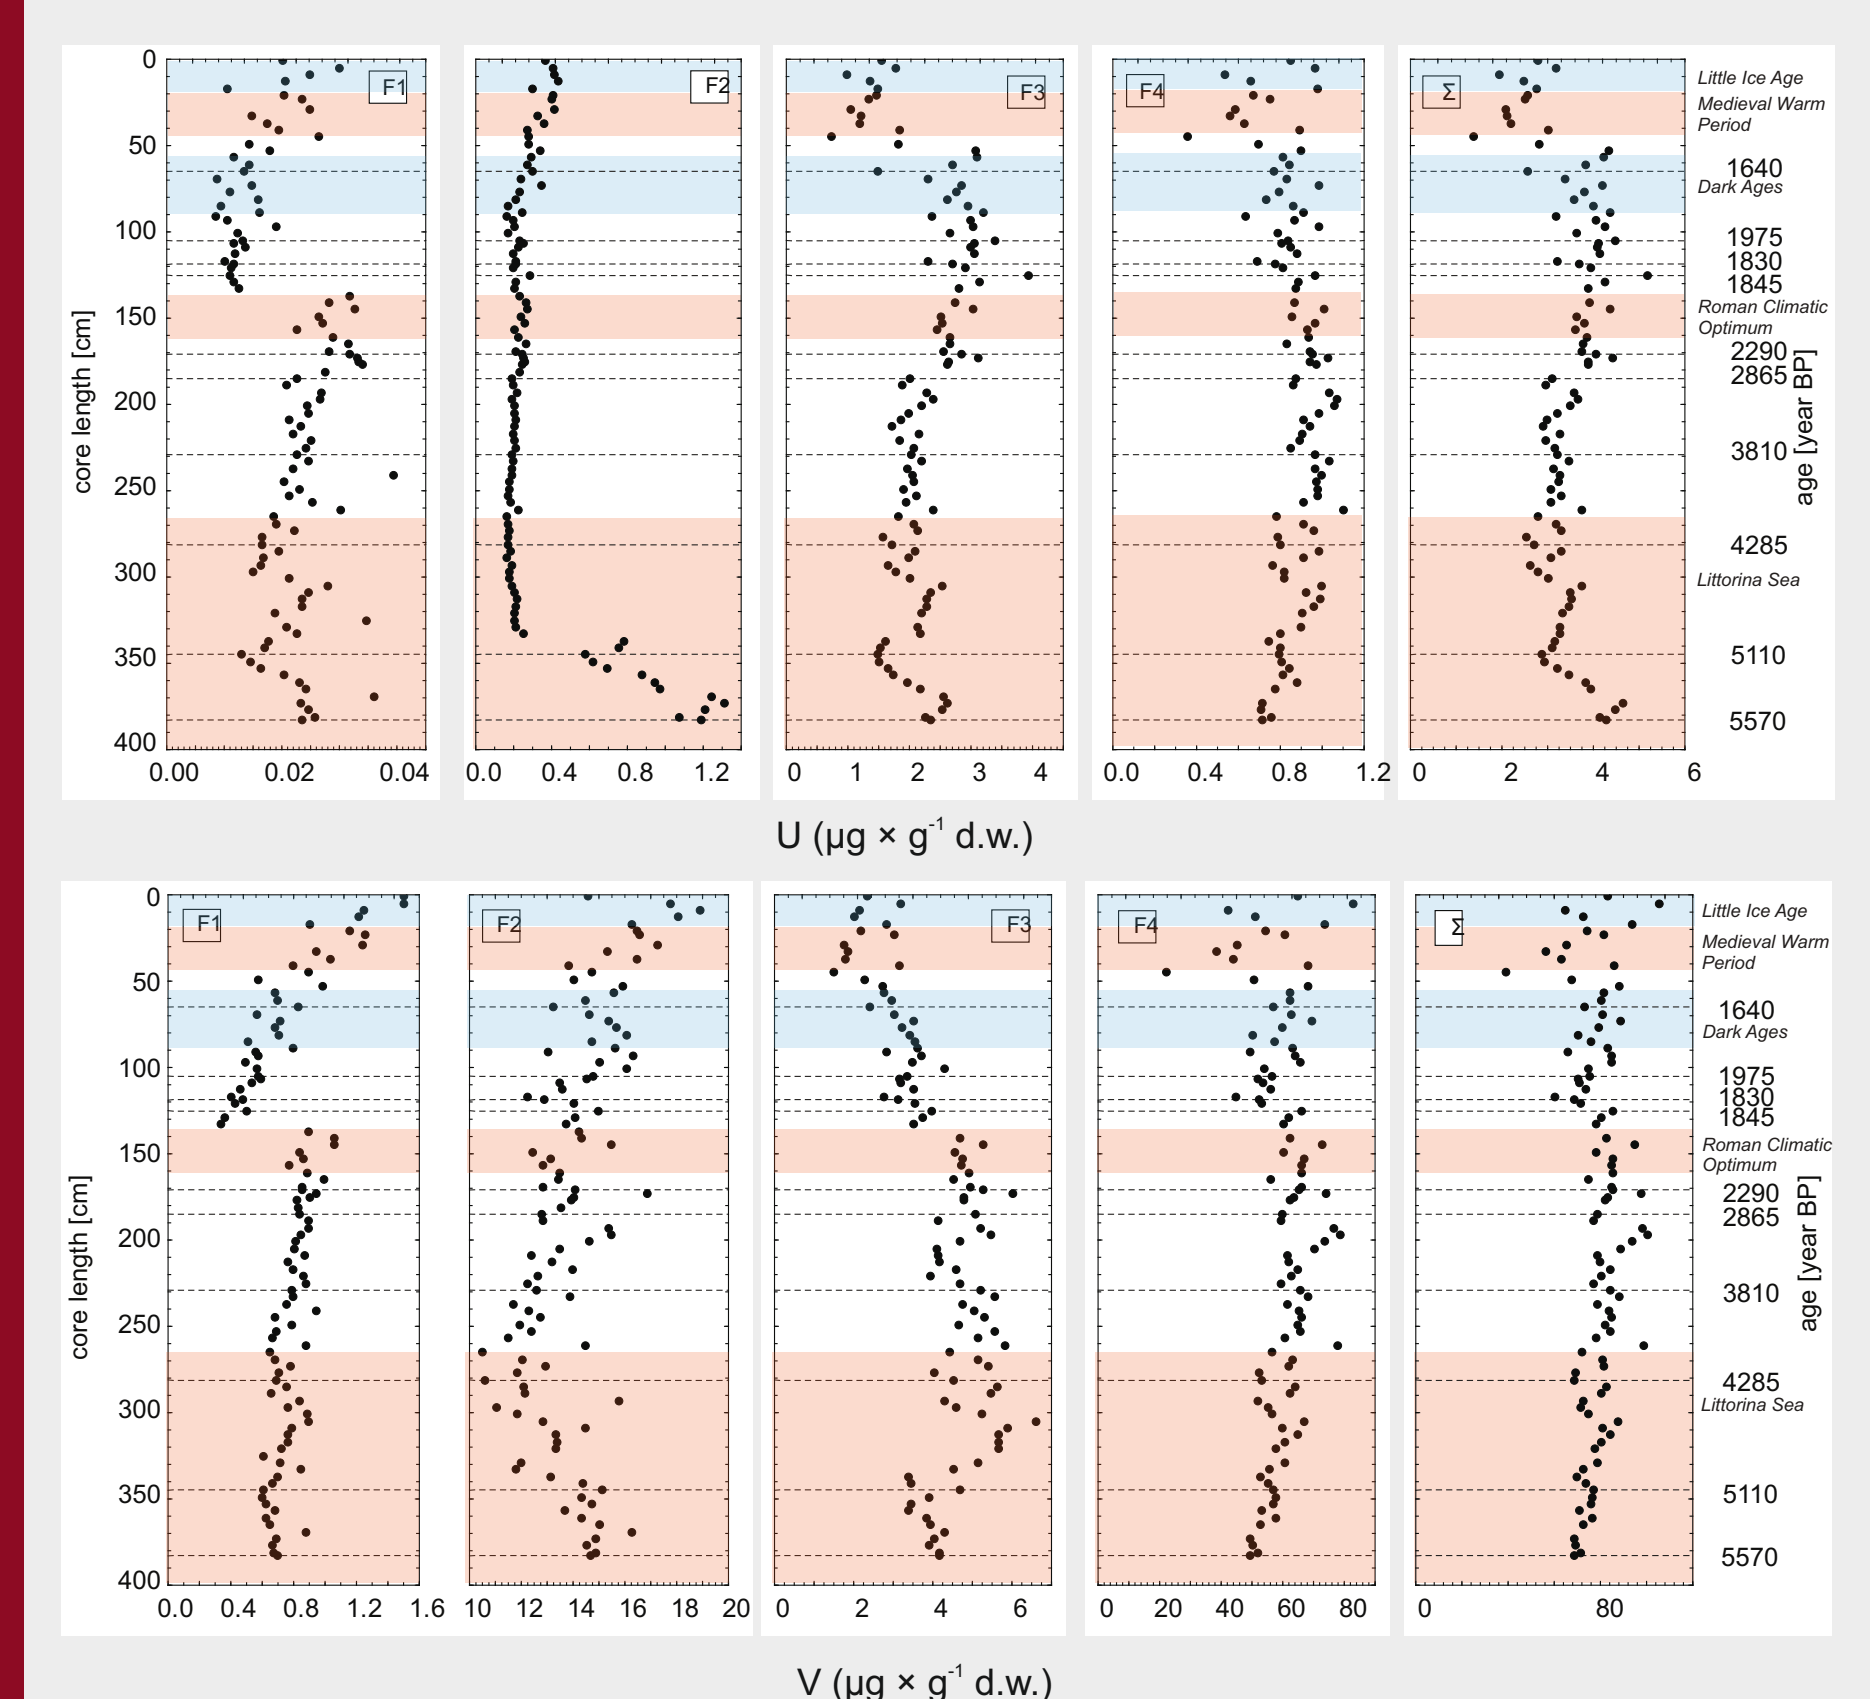 F1
F2
F3
F4
Σ
0
50
100
150
200
250
300
350
400
core length [cm]
0.00 0.02 0.04
0.0 0.4 0.8 1.2
0 1 2 3 4
0.0 0.4 0.8 1.2
0 2 4 6
Little Ice Age
Medieval Warm
Period
1640
Dark Ages
1975
1830
1845
Roman Climatic
Optimum
2290
2865
3810
4285
Littorina Sea
5110
5570
age [year BP]
U (µg × g-1 d.w.)
F1
F2
F3
F4
Σ
0
50
100
150
200
250
300
350
400
core length [cm]
0.0 0.4 0.8 1.2 1.6
10 12 14 16 18 20
0 2 4 6
0 20 40 60 80
0 80
Little Ice Age
Medieval Warm
Period
1640
Dark Ages
1975
1830
1845
Roman Climatic
Optimum
2290
2865
3810
4285
Littorina Sea
5110
5570
age [year BP]
V (µg × g-1 d.w.)